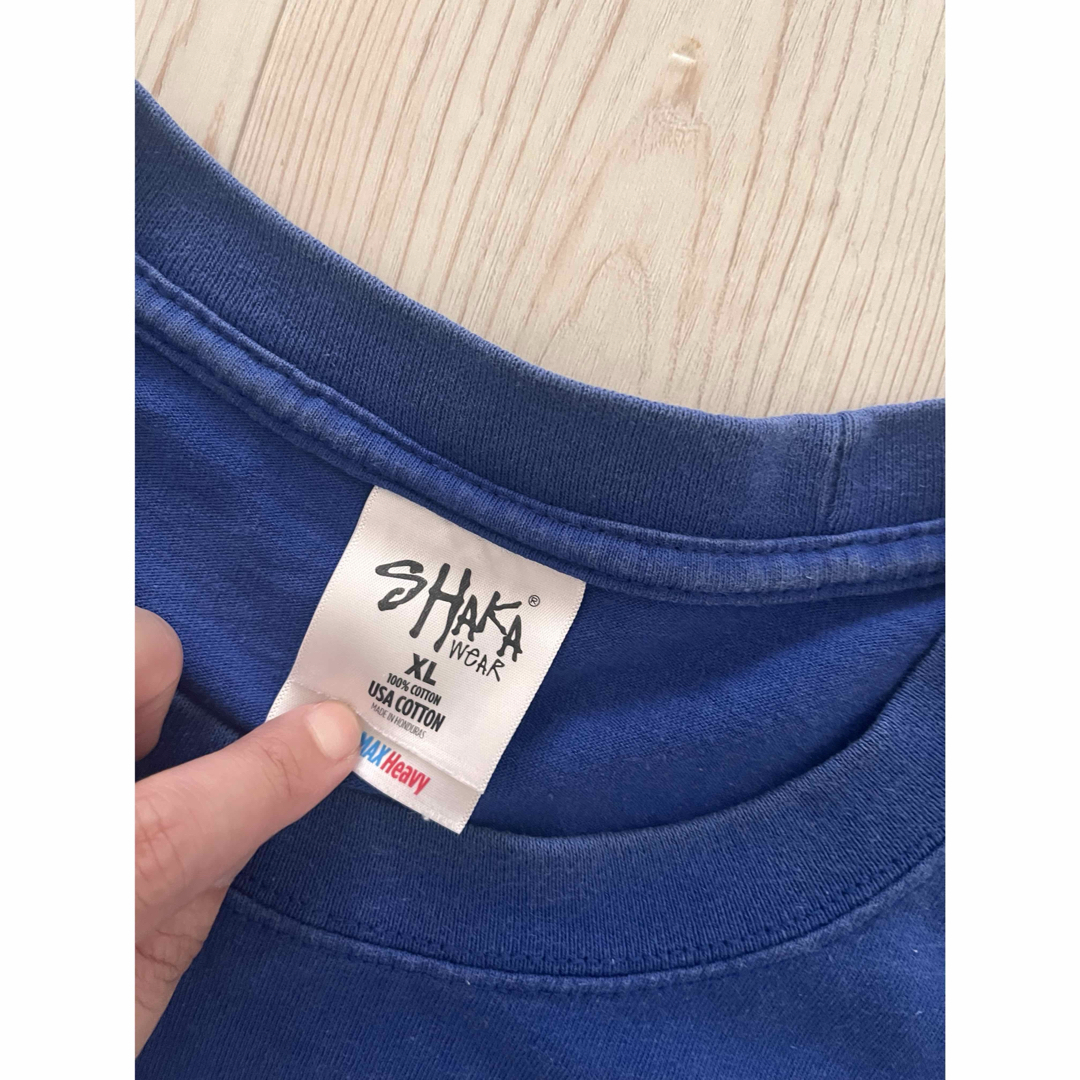 SHAKA®
WEAR
XL
100% COTTON
USA COTTON
MADE IN HONDURAS
MAXHeavy